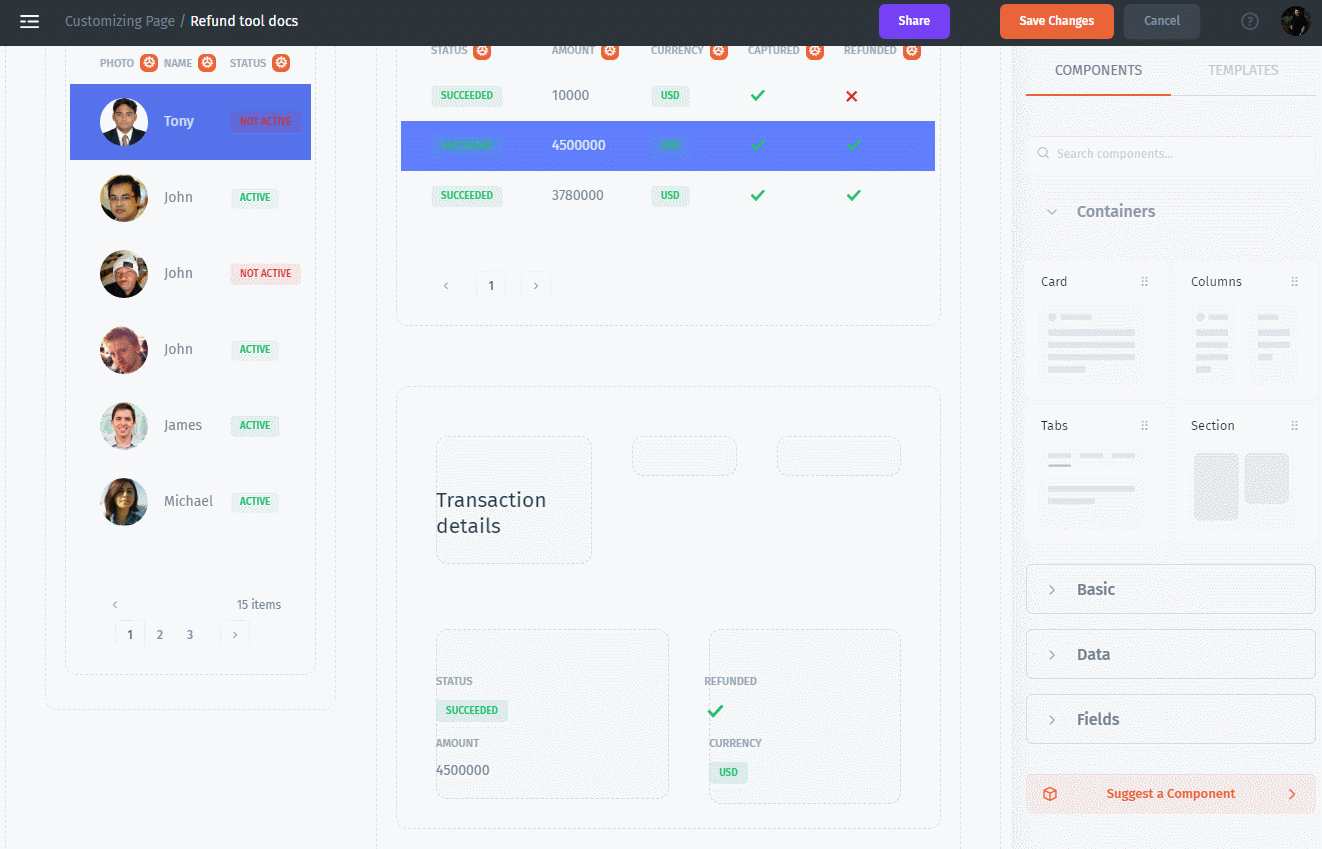 Customizing Page / Refund tool docs
Share
Save Changes
Cancel
?
PHOTO NAME STATUS
Tony NOT ACTIVE
John ACTIVE
John NOT ACTIVE
John ACTIVE
James ACTIVE
Michael ACTIVE
15 items
1 2 3
STATUS AMOUNT CURRENCY CAPTURED REFUNDED
SUCCEEDED 10000 USD
SUCCEEDED 4500000 USD
SUCCEEDED 3780000 USD
1
Transaction
details
STATUS
SUCCEEDED
AMOUNT
4500000
REFUNDED
CURRENCY
USD
COMPONENTS TEMPLATES
Search components...
Containers
Card Columns
Tabs Section
Basic
Data
Fields
Suggest a Component